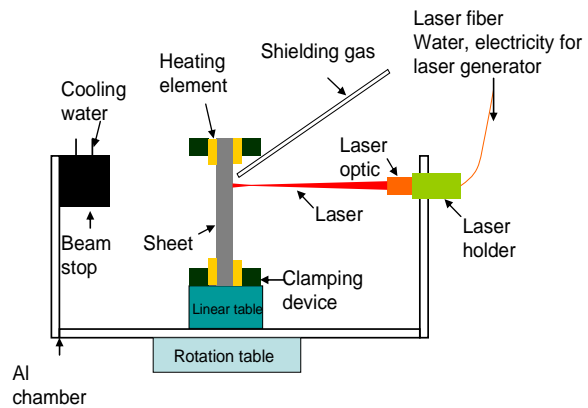 Laser fiber
Water, electricity for
laser generator
Heating
element
Shielding gas
Cooling
water
Laser
optic
Beam
stop
Sheet
Laser
Laser
holder
Clamping
device
Linear table
Rotation table
Al
chamber